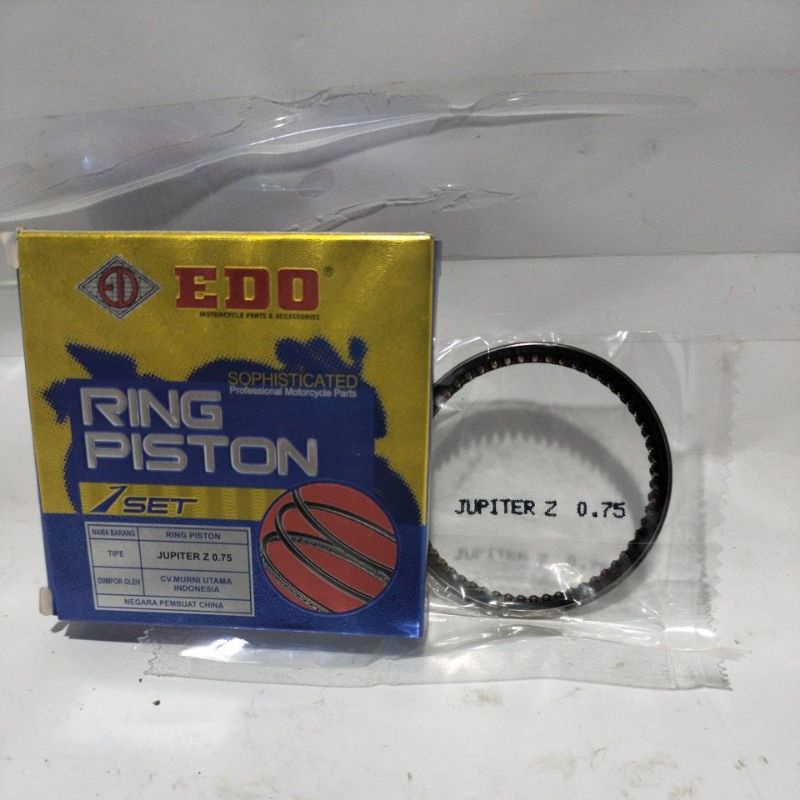 ED
EDO®
MOTORCYCLE PARTS & ACCESSORIES
SOPHISTICATED
Professional Motorcycle Parts
RING
PISTON
1 SET
NAMA BARANG RING PISTON
TIPE JUPITER Z 0.75
DIIMPOR OLEH CV.MURNI UTAMA
INDONESIA
NEGARA PEMBUAT CHINA
JUPITER Z 0.75